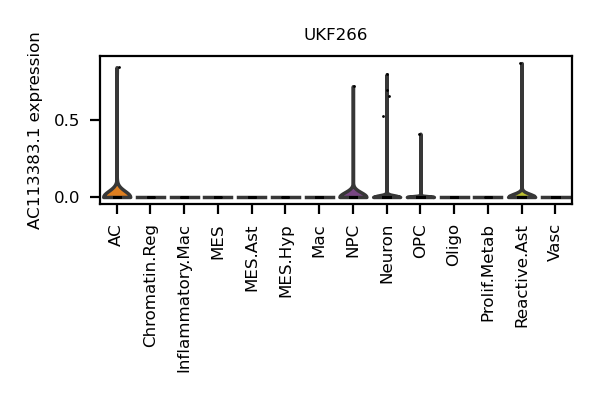 UKF266
AC113383.1 expression
0.5
0.0
AC
Chromatin.Reg
Inflammatory.Mac
MES
MES.Ast
MES.Hyp
Mac
NPC
Neuron
OPC
Oligo
Prolif.Metab
Reactive.Ast
Vasc